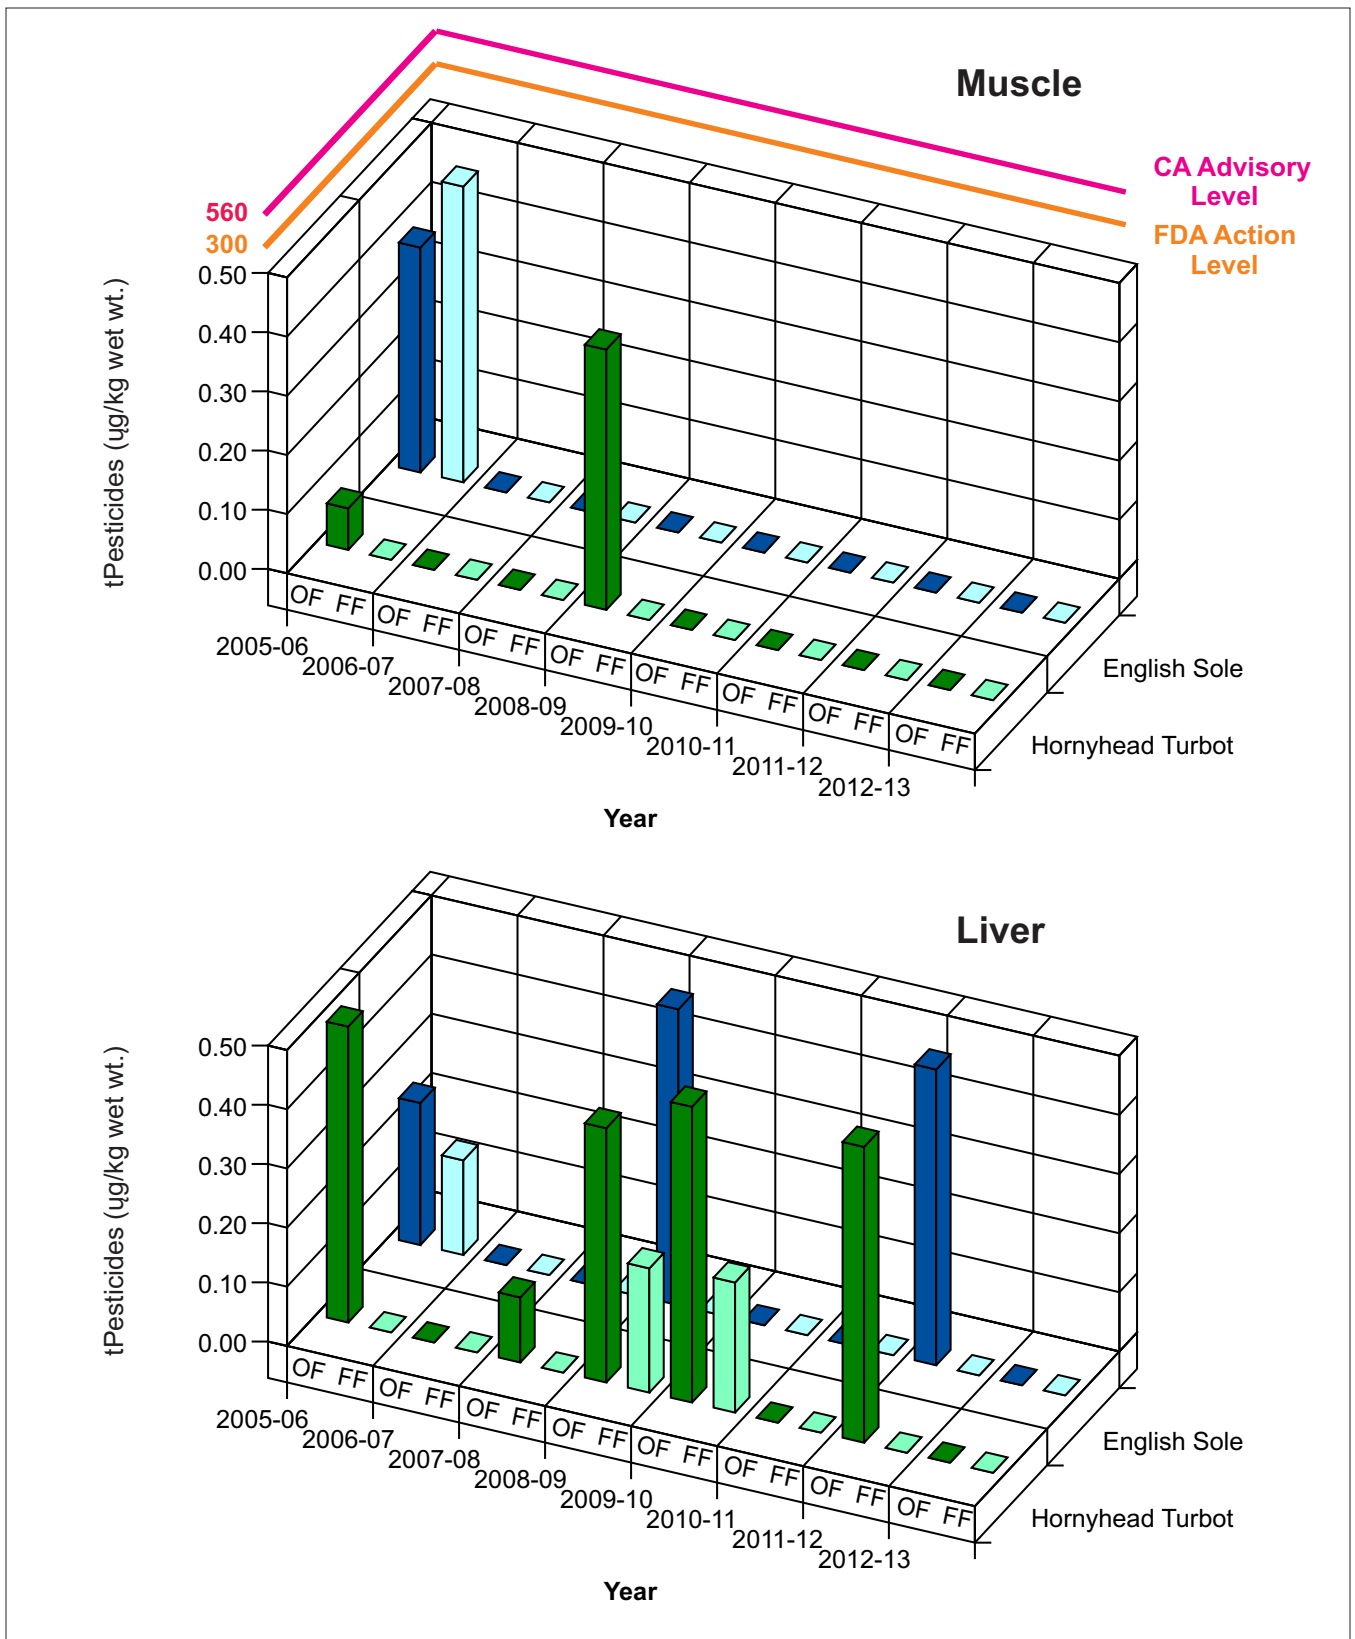 Muscle
CA Advisory
Level
FDA Action
Level
560
300
tPesticides (ug/kg wet wt.)
0.50
0.40
0.30
0.20
0.10
0.00
OF FF OF FF OF FF OF FF OF FF OF FF OF FF OF FF
2005-06
2006-07
2007-08
2008-09
2009-10
2010-11
2011-12
2012-13
English Sole
Hornyhead Turbot
Year
Liver
tPesticides (ug/kg wet wt.)
0.50
0.40
0.30
0.20
0.10
0.00
OF FF OF FF OF FF OF FF OF FF OF FF OF FF OF FF
2005-06
2006-07
2007-08
2008-09
2009-10
2010-11
2011-12
2012-13
English Sole
Hornyhead Turbot
Year